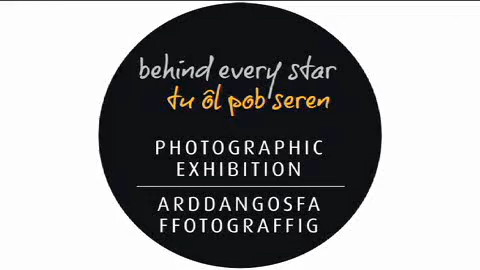 behind every star
tu ôl pob seren
PHOTOGRAPHIC
EXHIBITION
ARDDANGOSFA
FFOTOGRAFFIG